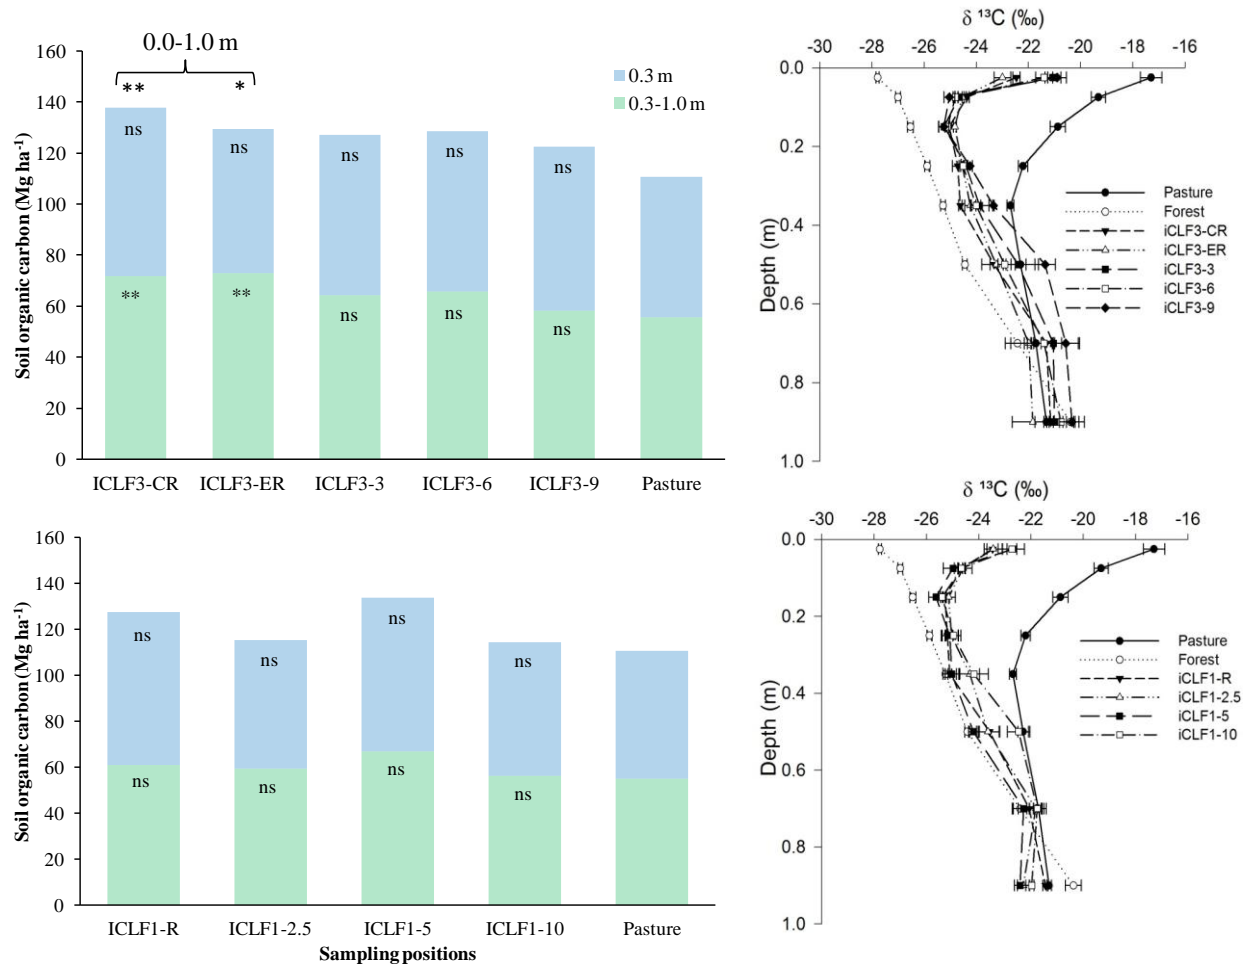 0.0-1.0 m
** *
160
140
120
100
80
60
40
20
0
Soil organic carbon (Mg ha⁻¹)
0.3 m
0.3-1.0 m
ns ns ns ns ns
** ** ns ns ns
ICLF3-CR ICLF3-ER ICLF3-3 ICLF3-6 ICLF3-9 Pasture
δ ¹³C (‰)
-30 -28 -26 -24 -22 -20 -18 -16
0.0
0.2
0.4
0.6
0.8
1.0
Depth (m)
Pasture
Forest
iCLF3-CR
iCLF3-ER
iCLF3-3
iCLF3-6
iCLF3-9
160
140
120
100
80
60
40
20
0
Soil organic carbon (Mg ha⁻¹)
ns ns ns ns
ns ns ns ns
ICLF1-R ICLF1-2.5 ICLF1-5 ICLF1-10 Pasture
Sampling positions
δ ¹³C (‰)
-30 -28 -26 -24 -22 -20 -18 -16
0.0
0.2
0.4
0.6
0.8
1.0
Depth (m)
Pasture
Forest
iCLF1-R
iCLF1-2.5
iCLF1-5
iCLF1-10